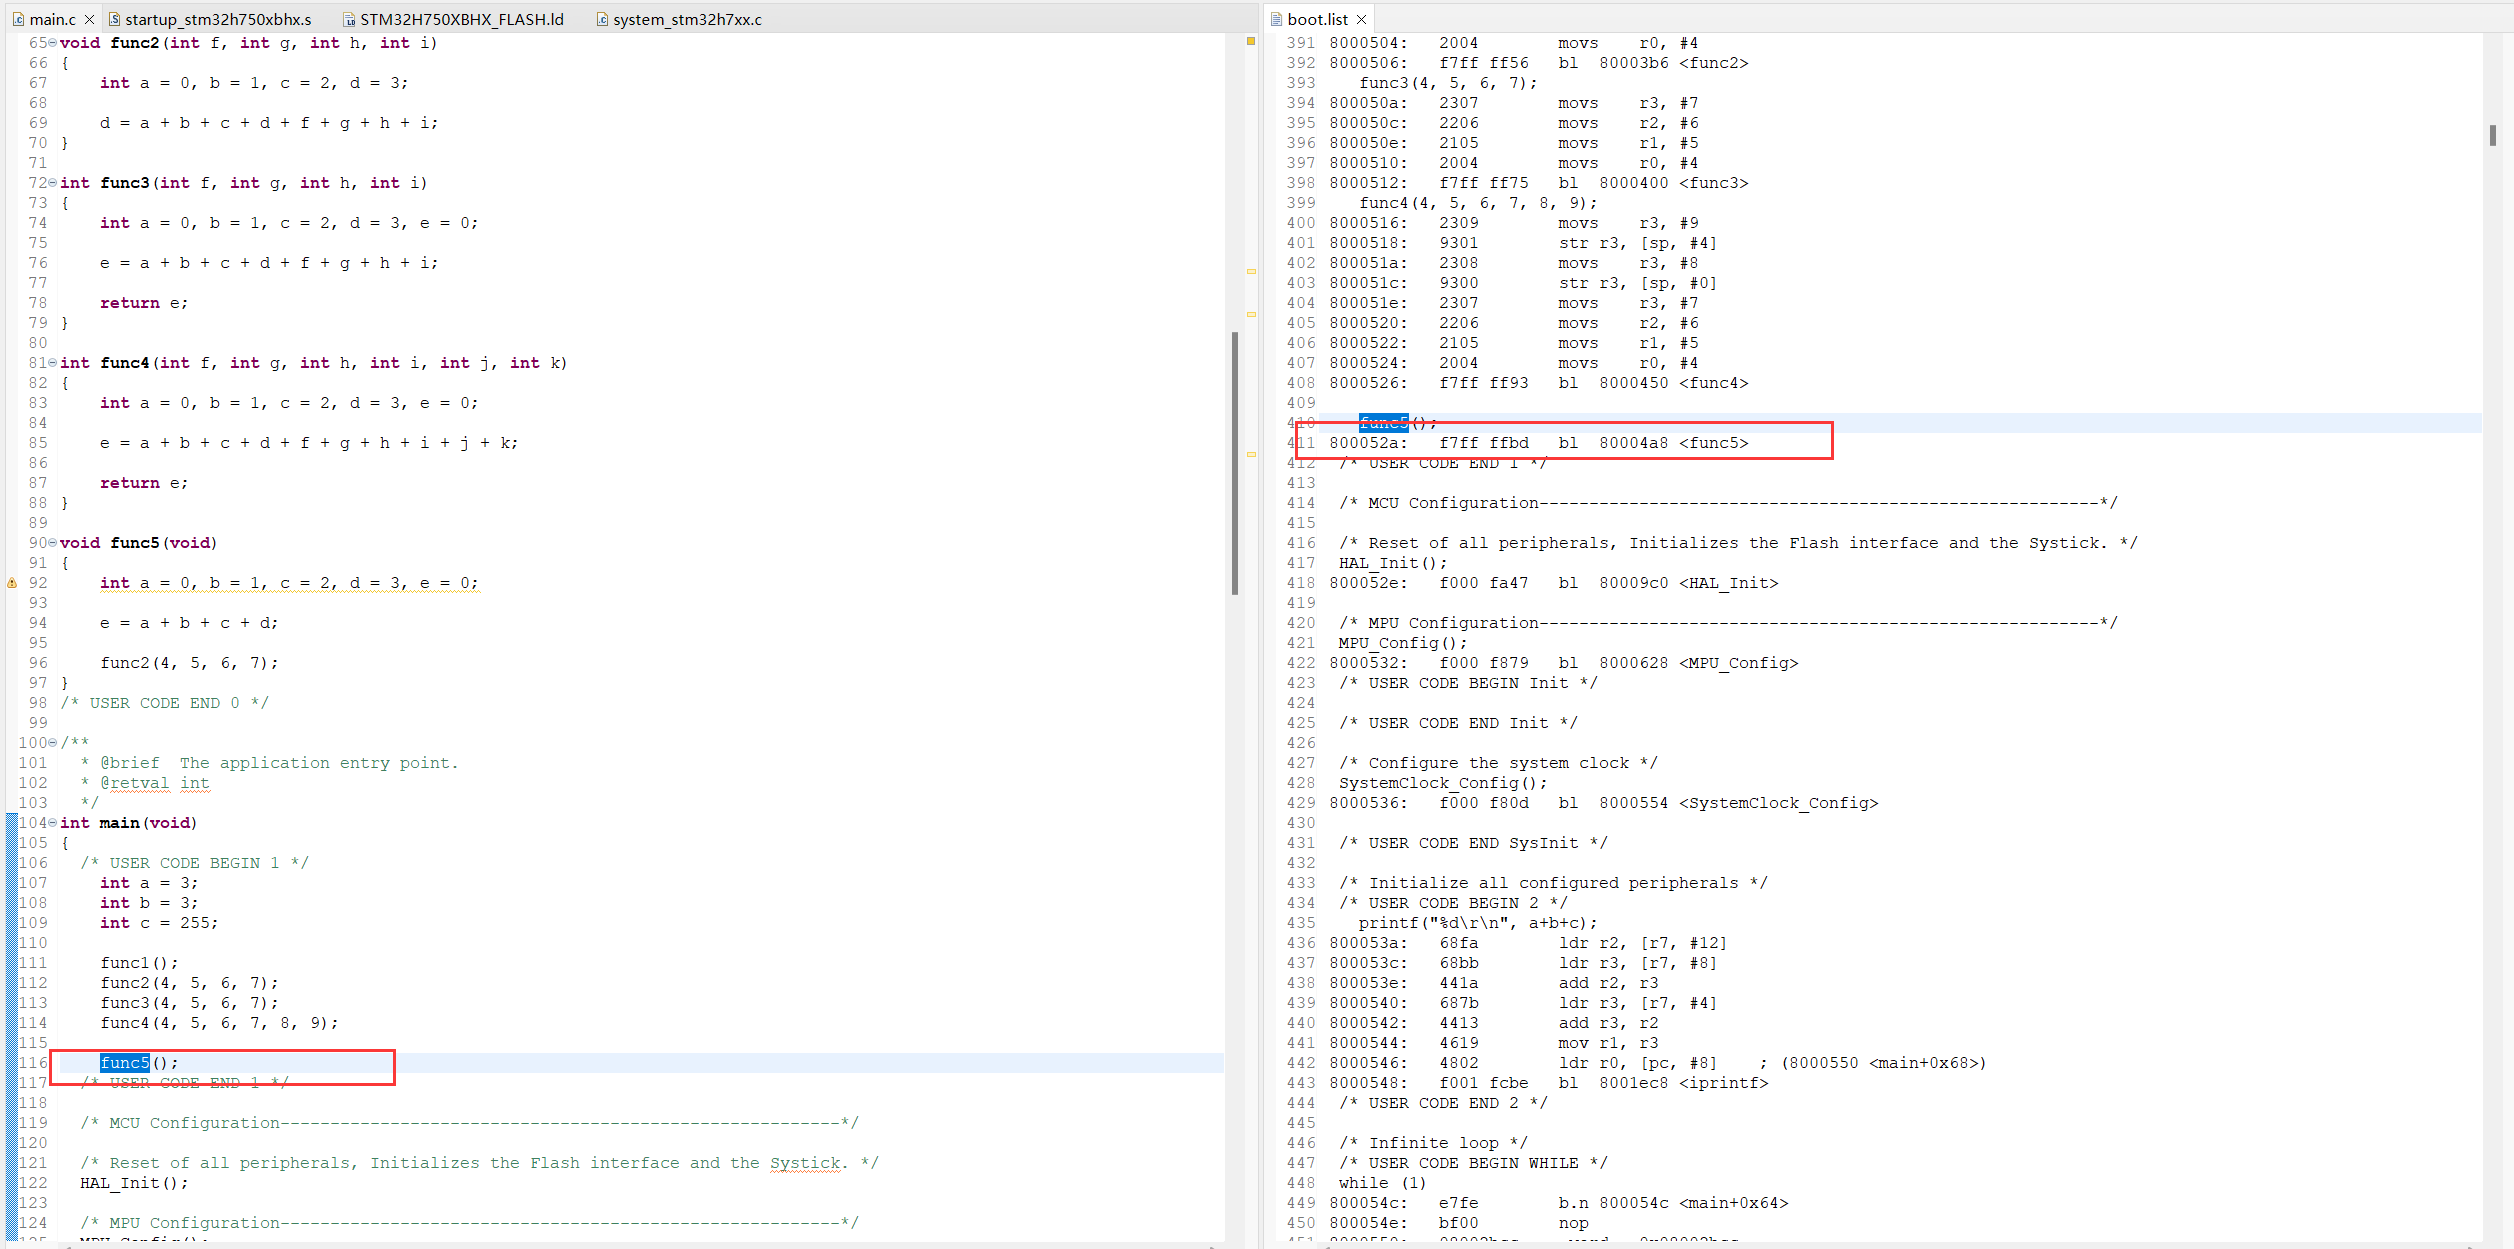 main.c
startup_stm32h750xbhx.s
STM32H750XBHX_FLASH.ld
system_stm32h7xx.c
65 void func2(int f, int g, int h, int i)
66 {
67     int a = 0, b = 1, c = 2, d = 3;
68
69     d = a + b + c + d + f + g + h + i;
70 }
71
72 int func3(int f, int g, int h, int i)
73 {
74     int a = 0, b = 1, c = 2, d = 3, e = 0;
75
76     e = a + b + c + d + f + g + h + i;
77
78     return e;
79 }
80
81 int func4(int f, int g, int h, int i, int j, int k)
82 {
83     int a = 0, b = 1, c = 2, d = 3, e = 0;
84
85     e = a + b + c + d + f + g + h + i + j + k;
86
87     return e;
88 }
89
90 void func5(void)
91 {
92     int a = 0, b = 1, c = 2, d = 3, e = 0;
93
94     e = a + b + c + d;
95
96     func2(4, 5, 6, 7);
97 }
98 /* USER CODE END 0 */
99
100 /**
101   * @brief  The application entry point.
102   * @retval int
103   */
104 int main(void)
105 {
106   /* USER CODE BEGIN 1 */
107     int a = 3;
108     int b = 3;
109     int c = 255;
110
111     func1();
112     func2(4, 5, 6, 7);
113     func3(4, 5, 6, 7);
114     func4(4, 5, 6, 7, 8, 9);
115
116     func5();
117   /* USER CODE END 1 */
118
119   /* MCU Configuration--------------------------------------------------------*/
120
121   /* Reset of all peripherals, Initializes the Flash interface and the Systick. */
122   HAL_Init();
123
124   /* MPU Configuration--------------------------------------------------------*/
125   MPU_Config();
boot.list
391 8000504:   2004        movs    r0, #4
392 8000506:   f7ff ff56   bl  80003b6 <func2>
393    func3(4, 5, 6, 7);
394 800050a:   2307        movs    r3, #7
395 800050c:   2206        movs    r2, #6
396 800050e:   2105        movs    r1, #5
397 8000510:   2004        movs    r0, #4
398 8000512:   f7ff ff75   bl  8000400 <func3>
399    func4(4, 5, 6, 7, 8, 9);
400 8000516:   2309        movs    r3, #9
401 8000518:   9301        str r3, [sp, #4]
402 800051a:   2308        movs    r3, #8
403 800051c:   9300        str r3, [sp, #0]
404 800051e:   2307        movs    r3, #7
405 8000520:   2206        movs    r2, #6
406 8000522:   2105        movs    r1, #5
407 8000524:   2004        movs    r0, #4
408 8000526:   f7ff ff93   bl  8000450 <func4>
409
410    func5();
411 800052a:   f7ff ffbd   bl  80004a8 <func5>
412  /* USER CODE END 1 */
413
414  /* MCU Configuration--------------------------------------------------------*/
415
416  /* Reset of all peripherals, Initializes the Flash interface and the Systick. */
417  HAL_Init();
418 800052e:   f000 fa47   bl  80009c0 <HAL_Init>
419
420  /* MPU Configuration--------------------------------------------------------*/
421  MPU_Config();
422 8000532:   f000 f879   bl  8000628 <MPU_Config>
423  /* USER CODE BEGIN Init */
424
425  /* USER CODE END Init */
426
427  /* Configure the system clock */
428  SystemClock_Config();
429 8000536:   f000 f80d   bl  8000554 <SystemClock_Config>
430
431  /* USER CODE END SysInit */
432
433  /* Initialize all configured peripherals */
434  /* USER CODE BEGIN 2 */
435    printf("%d\r\n", a+b+c);
436 800053a:   68fa        ldr r2, [r7, #12]
437 800053c:   68bb        ldr r3, [r7, #8]
438 800053e:   441a        add r2, r3
439 8000540:   687b        ldr r3, [r7, #4]
440 8000542:   4413        add r3, r2
441 8000544:   4619        mov r1, r3
442 8000546:   4802        ldr r0, [pc, #8]    ; (8000550 <main+0x68>)
443 8000548:   f001 fcbe   bl  8001ec8 <iprintf>
444  /* USER CODE END 2 */
445
446  /* Infinite loop */
447  /* USER CODE BEGIN WHILE */
448  while (1)
449 800054c:   e7fe        b.n 800054c <main+0x64>
450 800054e:   bf00        nop